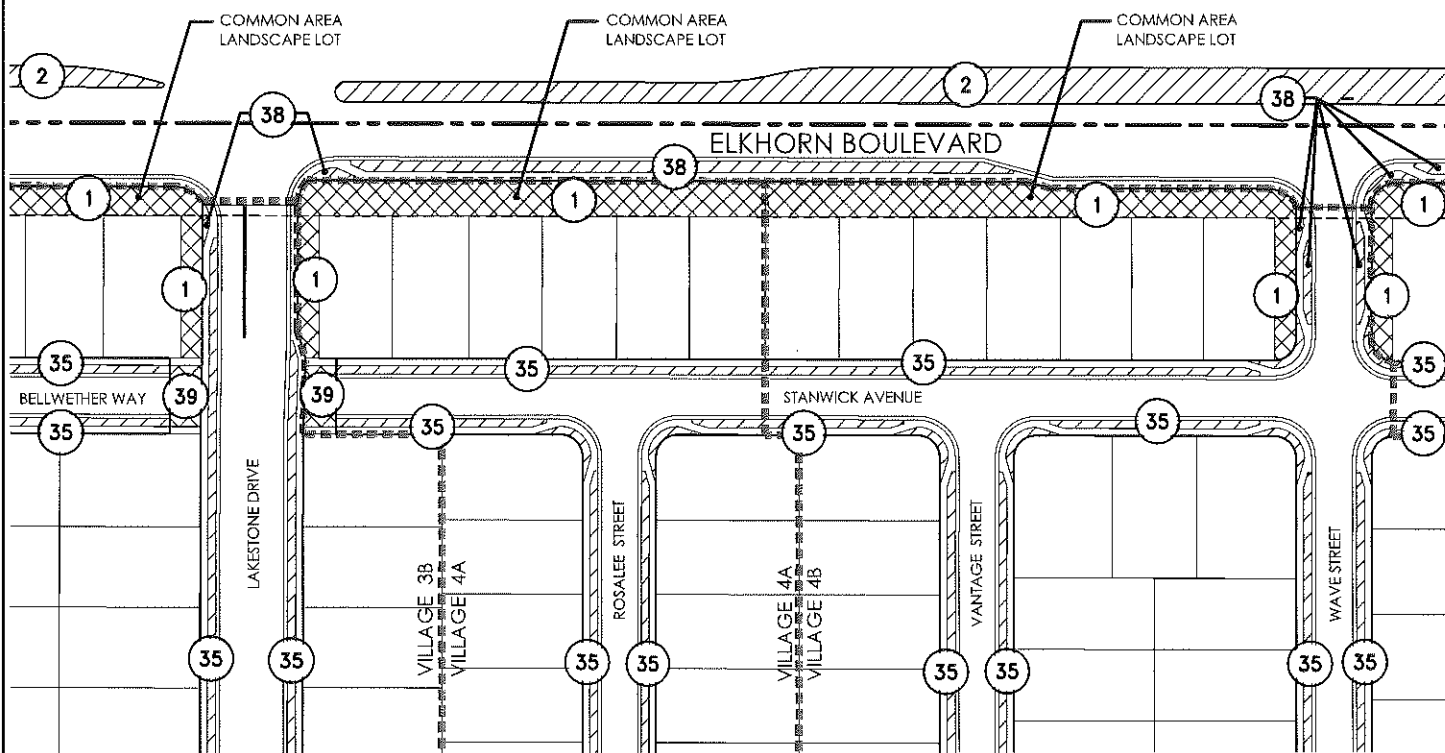 COMMON AREA
LANDSCAPE LOT
COMMON AREA
LANDSCAPE LOT
COMMON AREA
LANDSCAPE LOT
2
2
38
38
ELKHORN BOULEVARD
38
1
1
1
1
1
1
1
1
35
35
35
35
BELLWETHER WAY
39
39
STANWICK AVENUE
35
35
35
35
35
LAKESTONE DRIVE
VILLAGE 3B
VILLAGE 4A
ROSALEE STREET
VILLAGE 4A
VILLAGE 4B
VANTAGE STREET
WAVE STREET
35
35
35
35
35
35
35
35